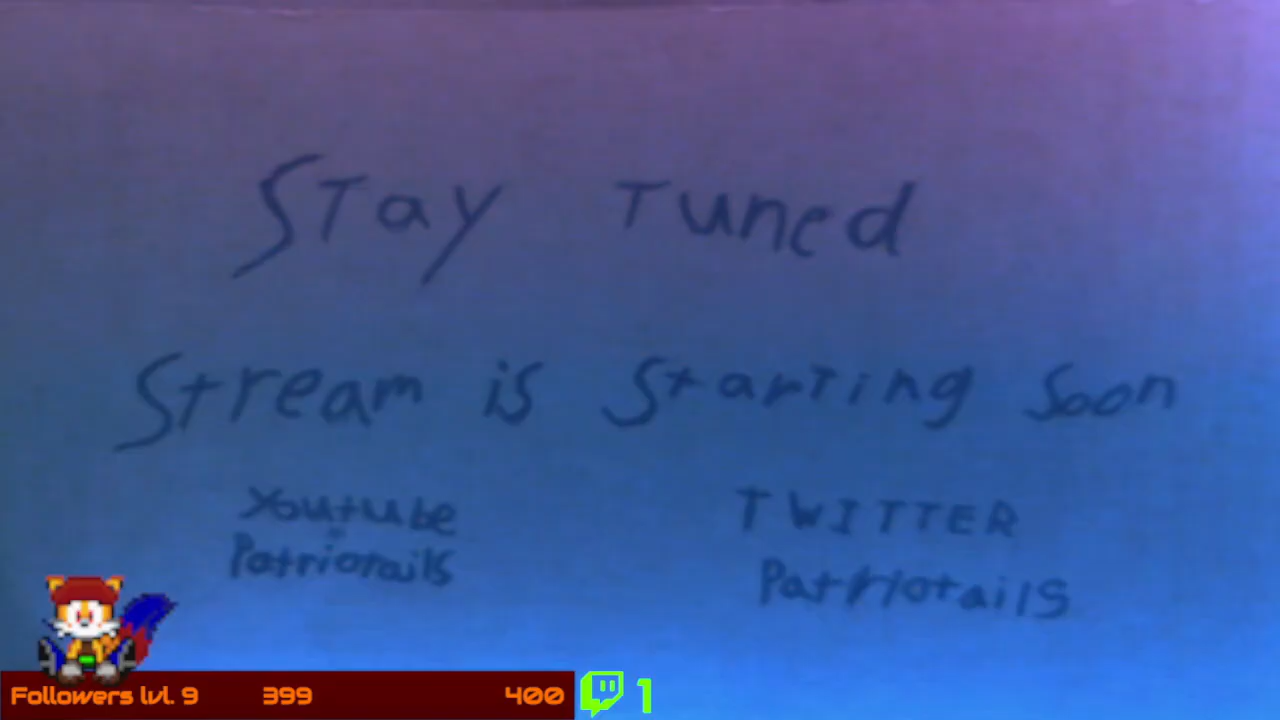 Stay Tuned
Stream is Starting Soon
Youtube TWITTER
Patriotails Patriotails
Followers lvl. 9 399 400 1